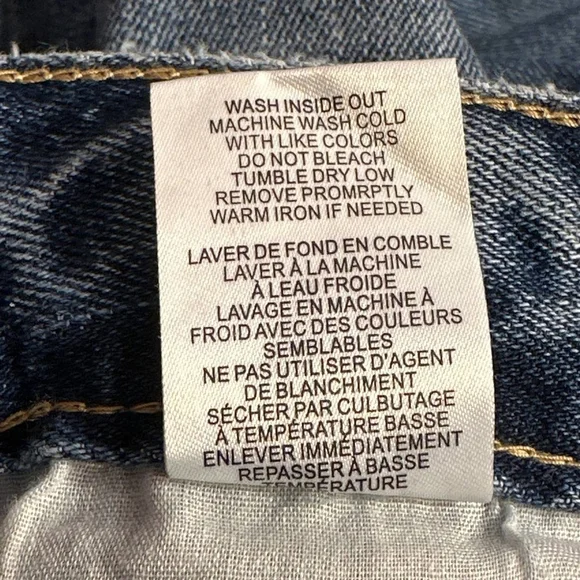 WASH INSIDE OUT
MACHINE WASH COLD
WITH LIKE COLORS
DO NOT BLEACH
TUMBLE DRY LOW
REMOVE PROMRPTLY
WARM IRON IF NEEDED
LAVER DE FOND EN COMBLE
LAVER À LA MACHINE
À LEAU FROIDE
LAVAGE EN MACHINE À
FROID AVEC DES COULEURS
SEMBLABLES
NE PAS UTILISER D'AGENT
DE BLANCHIMENT
SÉCHER PAR CULBUTAGE
À TEMPÉRATURE BASSE
ENLEVER IMMÉDIATEMENT
REPASSER À BASSE
TEMPÉRATURE